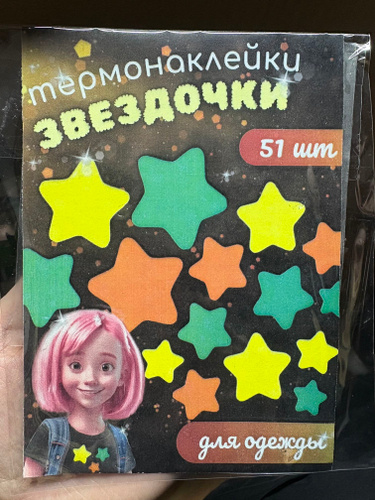 термонаклейки
ЗВЕЗДОЧКИ
51 шт
для одежды